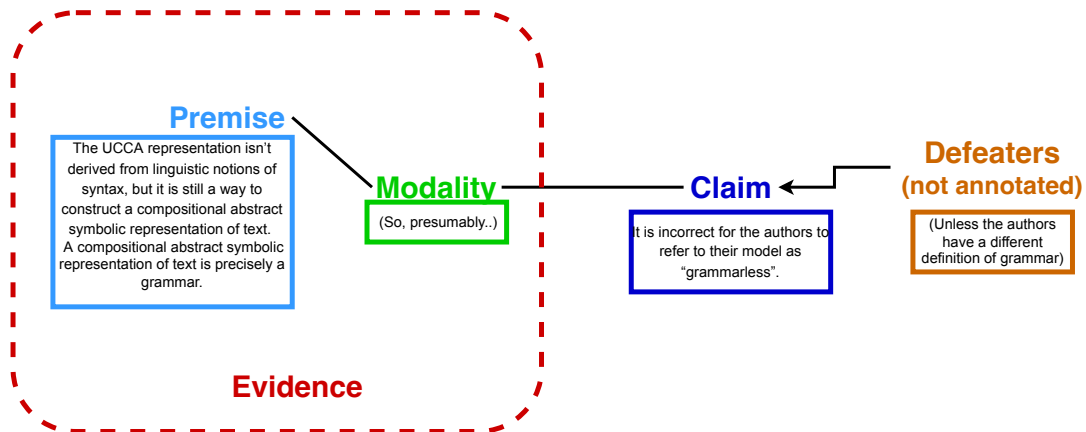 Premise
The UCCA representation isn't
derived from linguistic notions of
syntax, but it is still a way to
construct a compositional abstract
symbolic representation of text.
A compositional abstract symbolic
representation of text is precisely a
grammar.
Modality
(So, presumably..)
Evidence
Claim
It is incorrect for the authors to
refer to their model as
“grammarless”.
Defeaters
(not annotated)
(Unless the authors
have a different
definition of grammar)